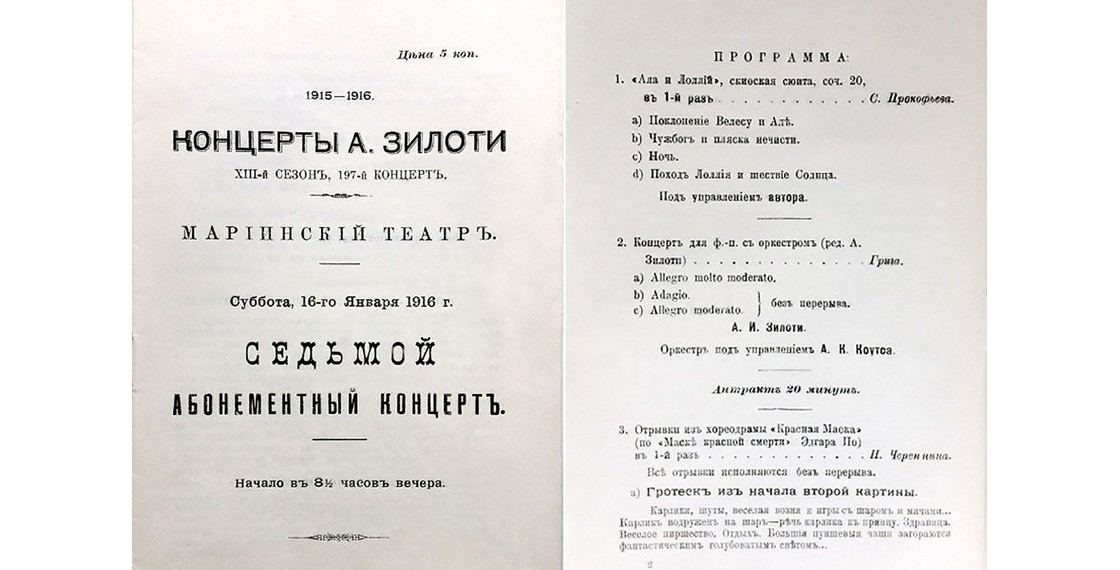 Цѣна 5 коп.
1915—1916.
КОНЦЕРТЫ А. ЗИЛОТИ
XIII-й СЕЗОНЪ, 197-й КОНЦЕРТЪ.
МАРІИНСКІЙ ТЕАТРЪ.
Суббота, 16-го Января 1916 г.
СЕДЬМОЙ
АБОНЕМЕНТНЫЙ КОНЦЕРТЪ.
Начало въ 8½ часовъ вечера.
ПРОГРАММА:
1. «Ала и Лоллій», скиѳская сюита, соч. 20,
въ 1-й разъ . . . . . . . . . . . . . С. Прокофьева.
a) Поклоненіе Велесу и Алѣ.
b) Чужбогъ и пляска нечисти.
c) Ночь.
d) Походъ Лоллія и шествіе Солнца.
Подъ управленіемъ автора.
2. Концертъ для ф.-п. съ оркестромъ (ред. А.
Зилоти) . . . . . . . . . . . . . . . Грига.
a) Allegro molto moderato.
b) Adagio.
c) Allegro moderato. } безъ перерыва.
А. И. Зилоти.
Оркестръ подъ управленіемъ А. К. Коутса.
Антрактъ 20 минутъ.
3. Отрывки изъ хореодрамы «Красная Маска»
(по «Маскѣ красной смерти» Эдгара По)
въ 1-й разъ . . . . . . . . . . . . . Н. Черепнина.
Всѣ отрывки исполняются безъ перерыва.
a) Гротескъ изъ начала второй картины.
Карлики, шуты, веселая возня и игры съ шаромъ и мячами...
Карликъ водруженъ на шаръ—рѣчь карлика къ принцу. Здравица.
Веселое пиршество. Отдыхъ. Большія пуншевыя чаши загораются
фантастическимъ голубоватымъ свѣтомъ...
2